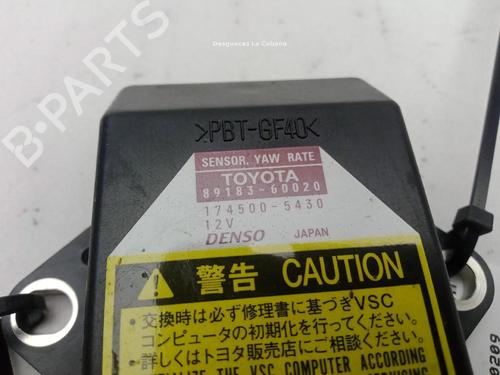 Desguaces La Cabaña
>PBT-GF40<
SENSOR, YAW RATE
TOYOTA
89183-60020
174500-5430
12V
DENSO JAPAN
警告 CAUTION
・交換時は必ず修理書に基づきVSC
コンピュータの初期化を行ってください。
・詳しくはトヨタ販売店にご相談ください。
THE VSC COMPUTER ACCORDING